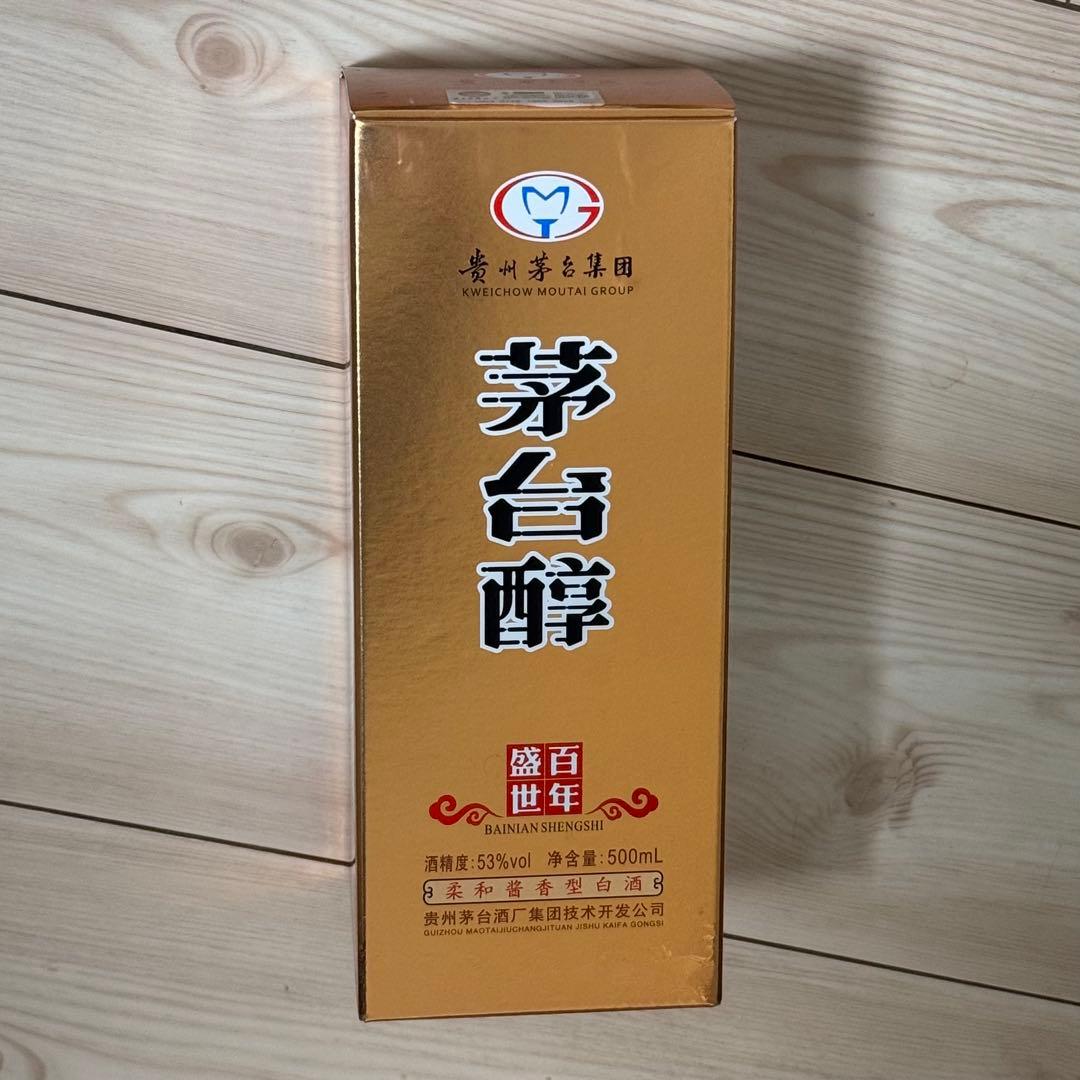 贵州茅台集团
KWEICHOW MOUTAI GROUP
茅台醇
百年
盛世
BAINIAN SHENGSHI
酒精度:53%vol 净含量:500mL
柔和酱香型白酒
贵州茅台酒厂集团技术开发公司
GUIZHOU MAOTAIJIUCHANGJITUAN JISHU KAIFA GONGSI